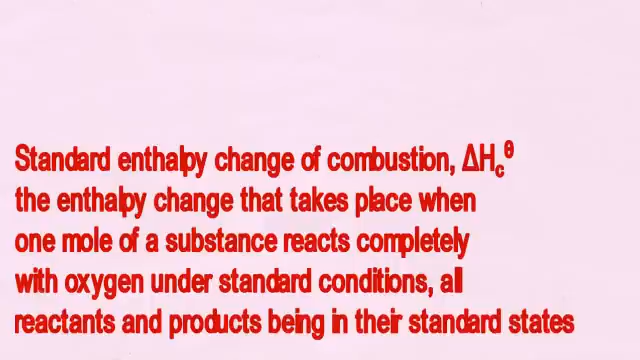 Standard enthalpy change of combustion, ΔHcθ
the enthalpy change that takes place when
one mole of a substance reacts completely
with oxygen under standard conditions, all
reactants and products being in their standard states